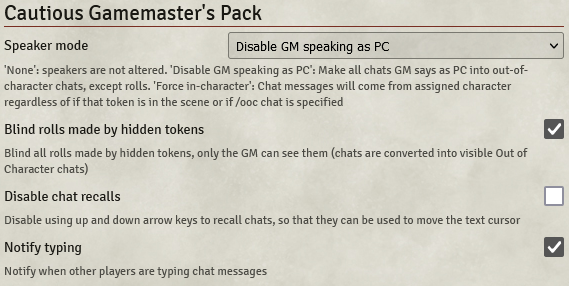 Cautious Gamemaster's Pack
Speaker mode
Disable GM speaking as PC
'None': speakers are not altered. 'Disable GM speaking as PC': Make all chats GM says as PC into out-of-
character chats, except rolls. 'Force in-character': Chat messages will come from assigned character
regardless of if that token is in the scene or if /ooc chat is specified
Blind rolls made by hidden tokens
Blind all rolls made by hidden tokens, only the GM can see them (chats are converted into visible Out of
Character chats)
Disable chat recalls
Disable using up and down arrow keys to recall chats, so that they can be used to move the text cursor
Notify typing
Notify when other players are typing chat messages